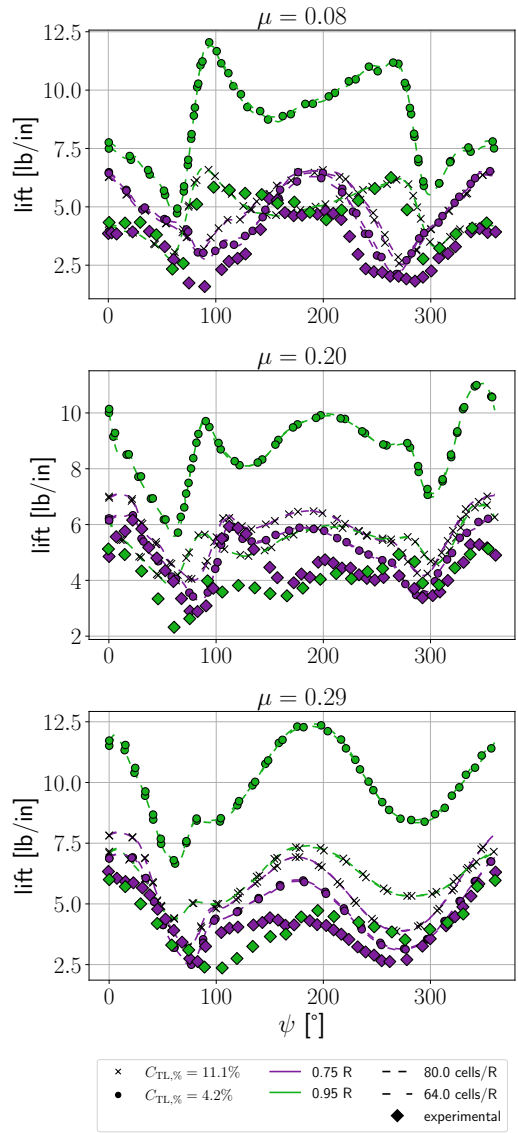 μ = 0.08
12.5
10.0
7.5
5.0
2.5
lift [lb/in]
0 100 200 300
μ = 0.20
10
8
6
4
2
lift [lb/in]
0 100 200 300
μ = 0.29
12.5
10.0
7.5
5.0
2.5
lift [lb/in]
0 100 200 300
ψ [°]
C_TL,% = 11.1% 0.75 R 80.0 cells/R
C_TL,% = 4.2% 0.95 R 64.0 cells/R
experimental